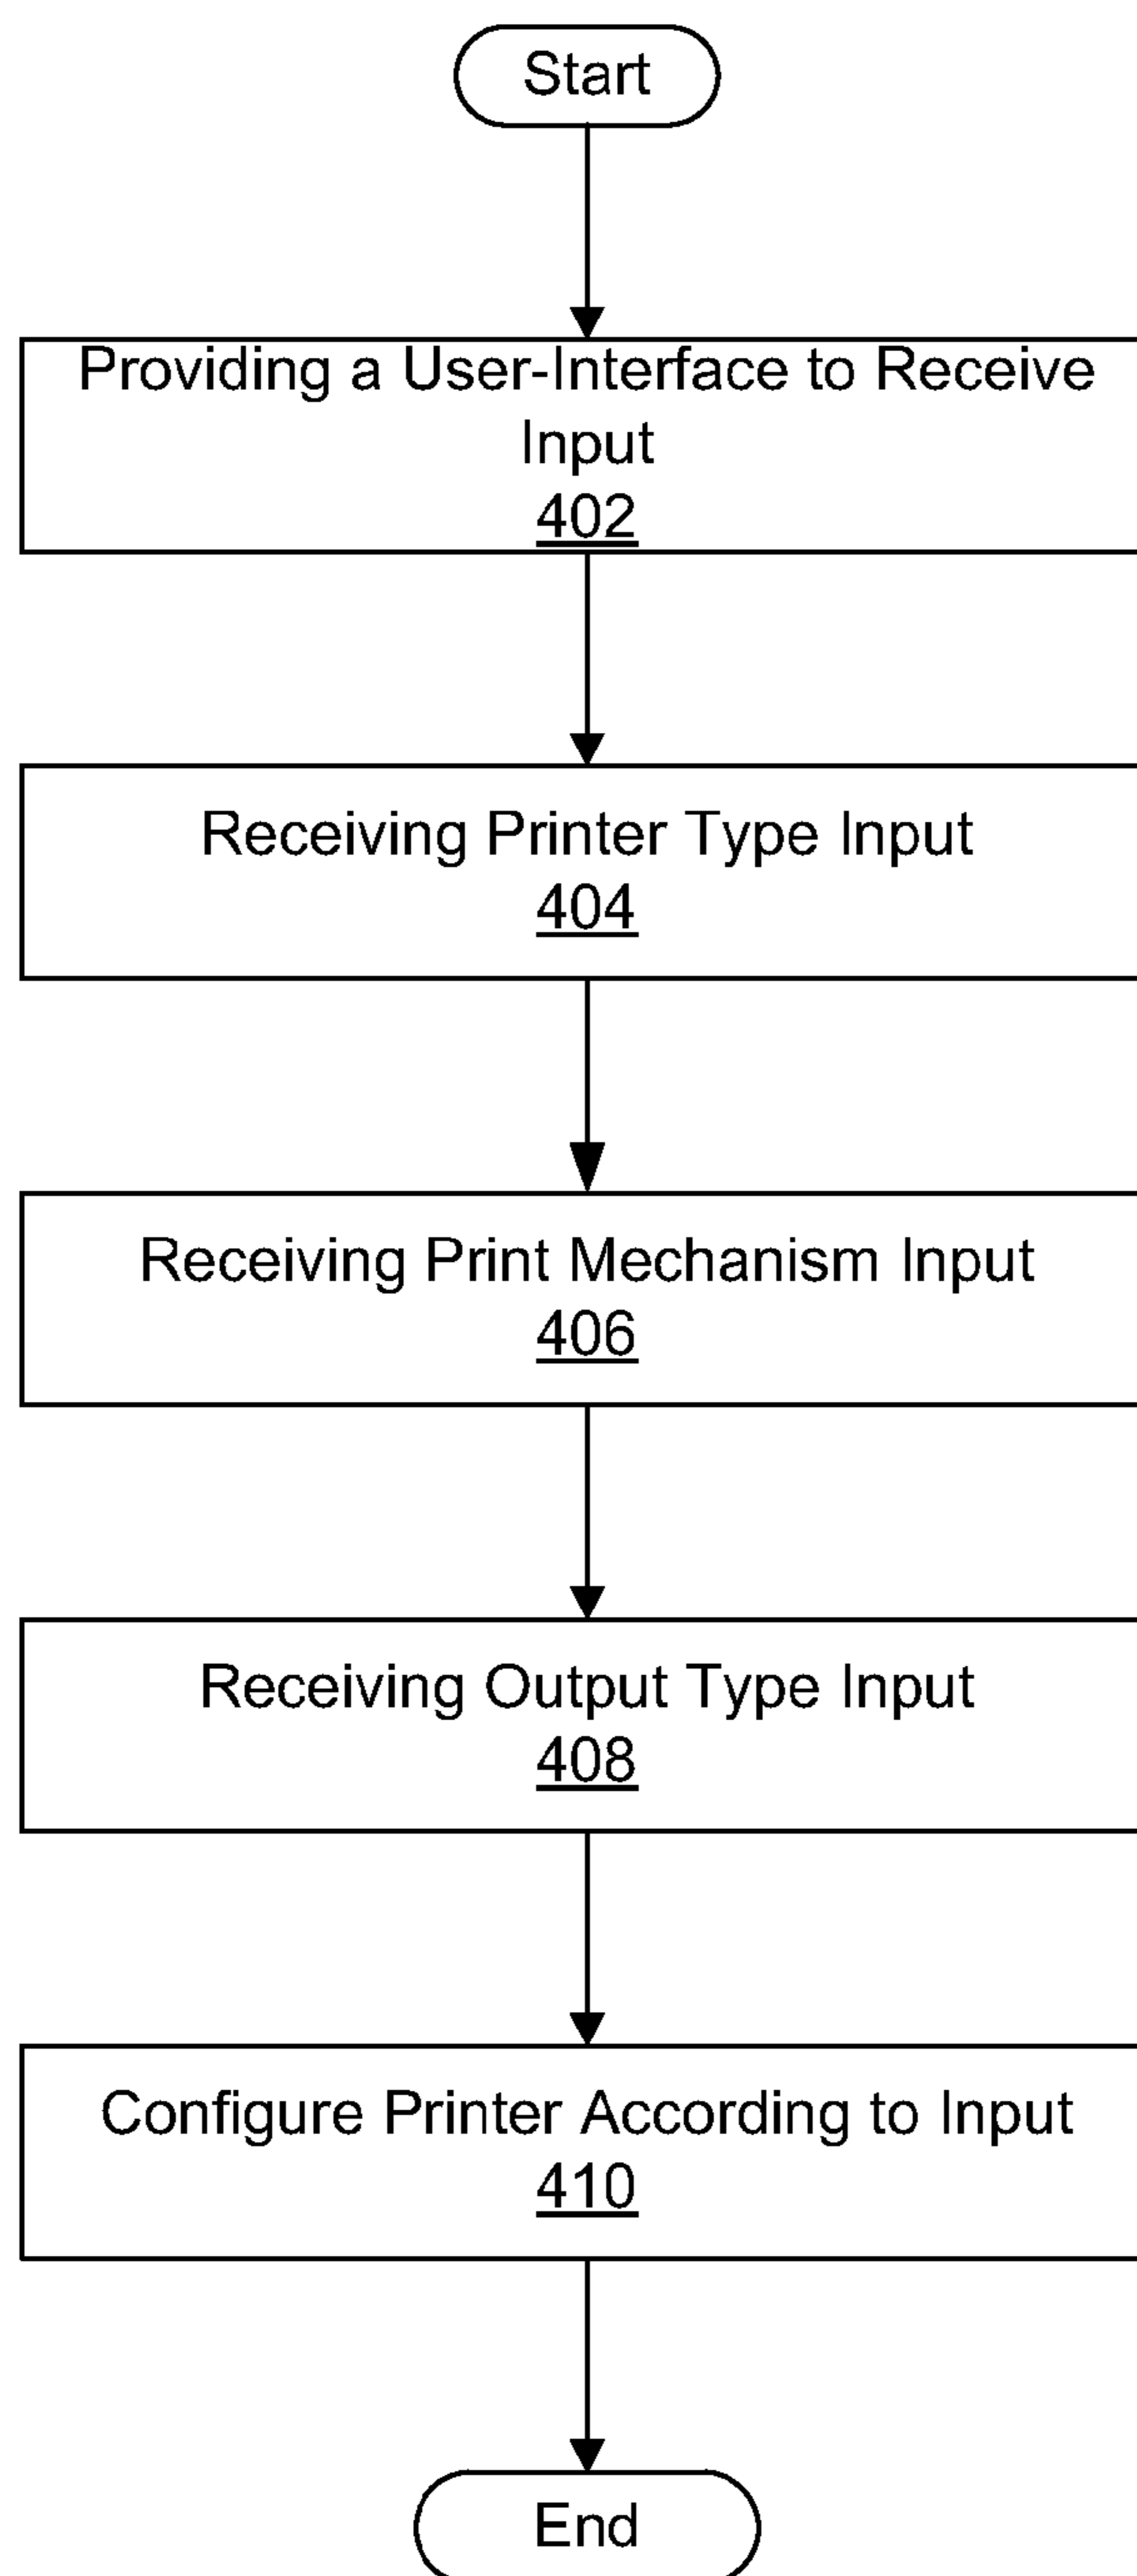 Start
Providing a User-Interface to Receive
Input
402
Receiving Printer Type Input
404
Receiving Print Mechanism Input
406
Receiving Output Type Input
408
Configure Printer According to Input
410
End